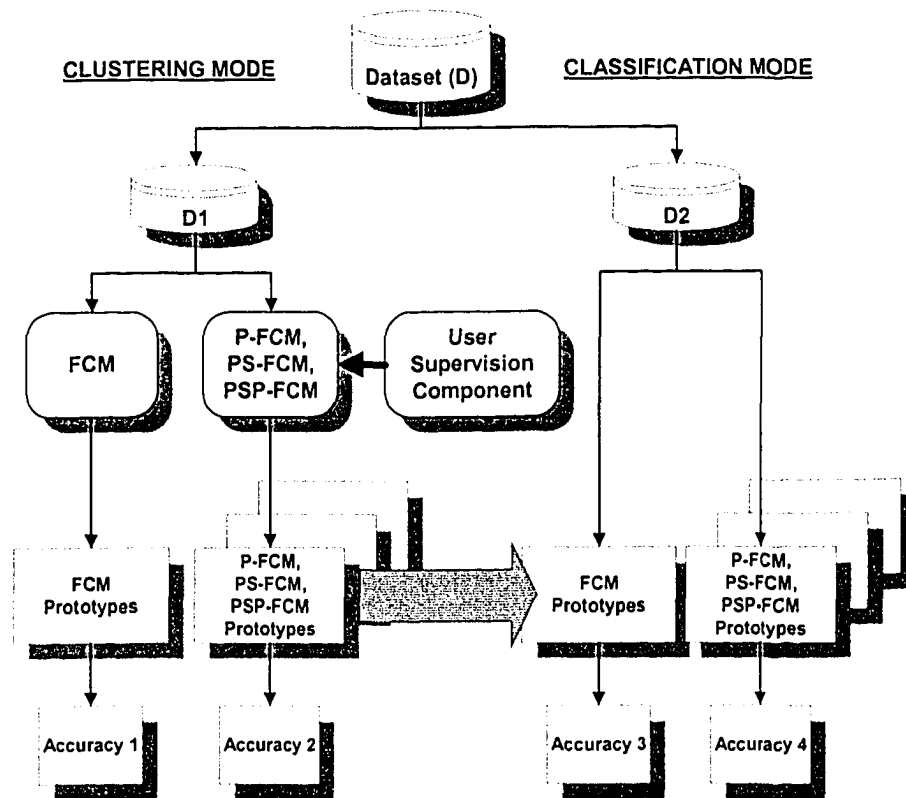 CLUSTERING MODE
Dataset (D)
CLASSIFICATION MODE
D1
D2
FCM
P-FCM,
PS-FCM,
PSP-FCM
User
Supervision
Component
FCM
Prototypes
P-FCM,
PS-FCM,
PSP-FCM
Prototypes
FCM
Prototypes
P-FCM,
PS-FCM,
PSP-FCM
Prototypes
Accuracy 1
Accuracy 2
Accuracy 3
Accuracy 4